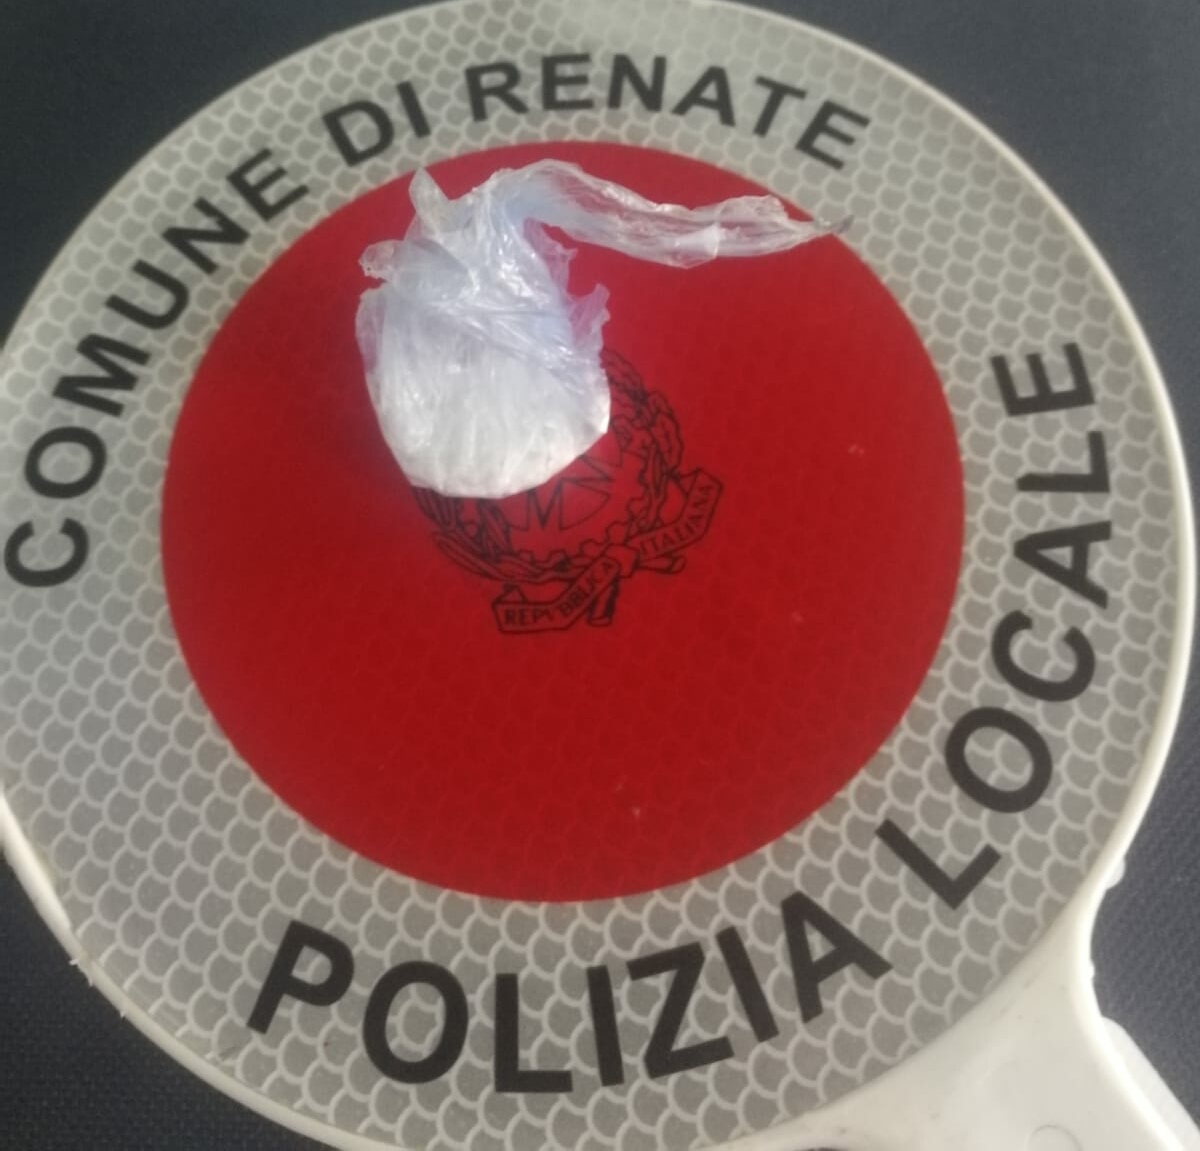 COMUNE DI RENATE
REPVBBLICA ITALIANA
POLIZIA LOCALE